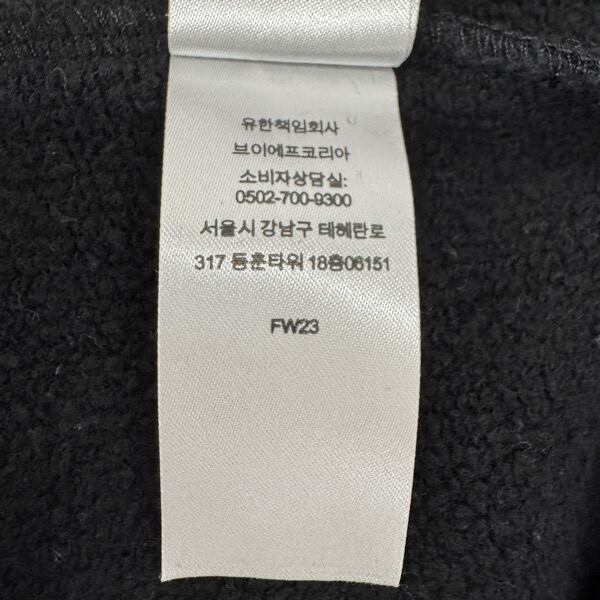 유한책임회사
브이에프코리아
소비자상담실:
0502-700-9300
서울시 강남구 테헤란로
317 동훈타워 18층06151
FW23